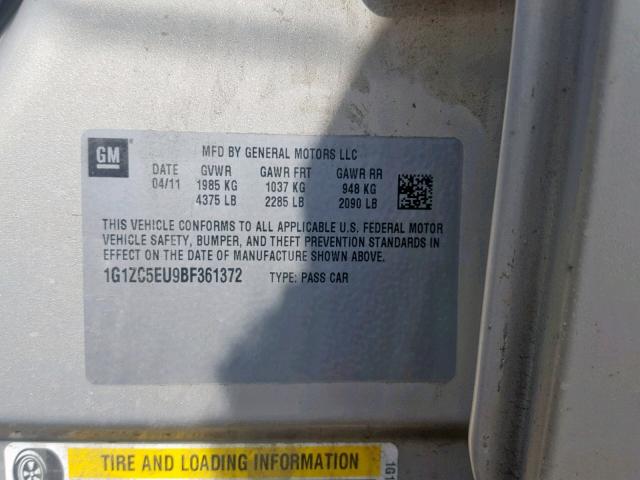 GM
MFD BY GENERAL MOTORS LLC
DATE GVWR GAWR FRT GAWR RR
04/11 1985 KG 1037 KG 948 KG
4375 LB 2285 LB 2090 LB
THIS VEHICLE CONFORMS TO ALL APPLICABLE U.S. FEDERAL MOTOR
VEHICLE SAFETY, BUMPER, AND THEFT PREVENTION STANDARDS IN
EFFECT ON THE DATE OF MANUFACTURE SHOWN ABOVE.
1G1ZC5EU9BF361372 TYPE: PASS CAR
TIRE AND LOADING INFORMATION
1G1